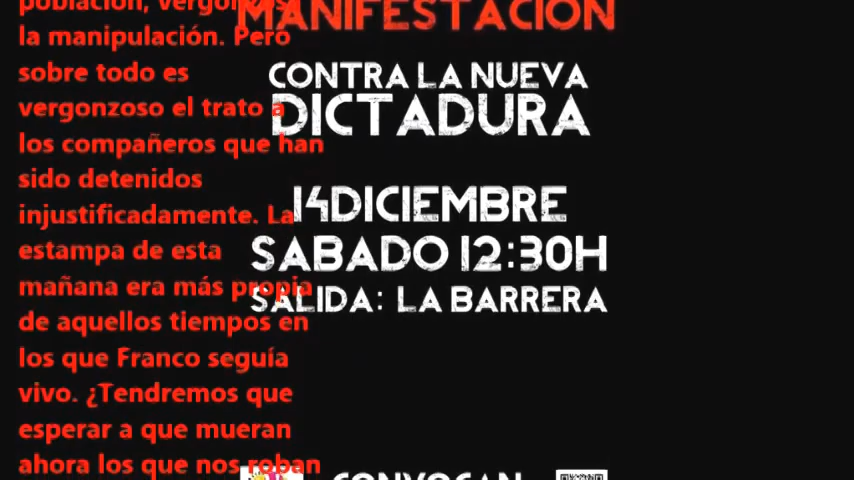 población, vergonzosa
la manipulación. Pero
sobre todo es
vergonzoso el trato a
los compañeros que han
sido detenidos
injustificadamente. La
estampa de esta
mañana era más propia
de aquellos tiempos en
los que Franco seguía
vivo. ¿Tendremos que
esperar a que mueran
ahora los que nos roban
MANIFESTACIÓN
CONTRA LA NUEVA
DICTADURA
14DICIEMBRE
SABADO 12:30H
SALIDA: LA BARRERA
CONVOCAN